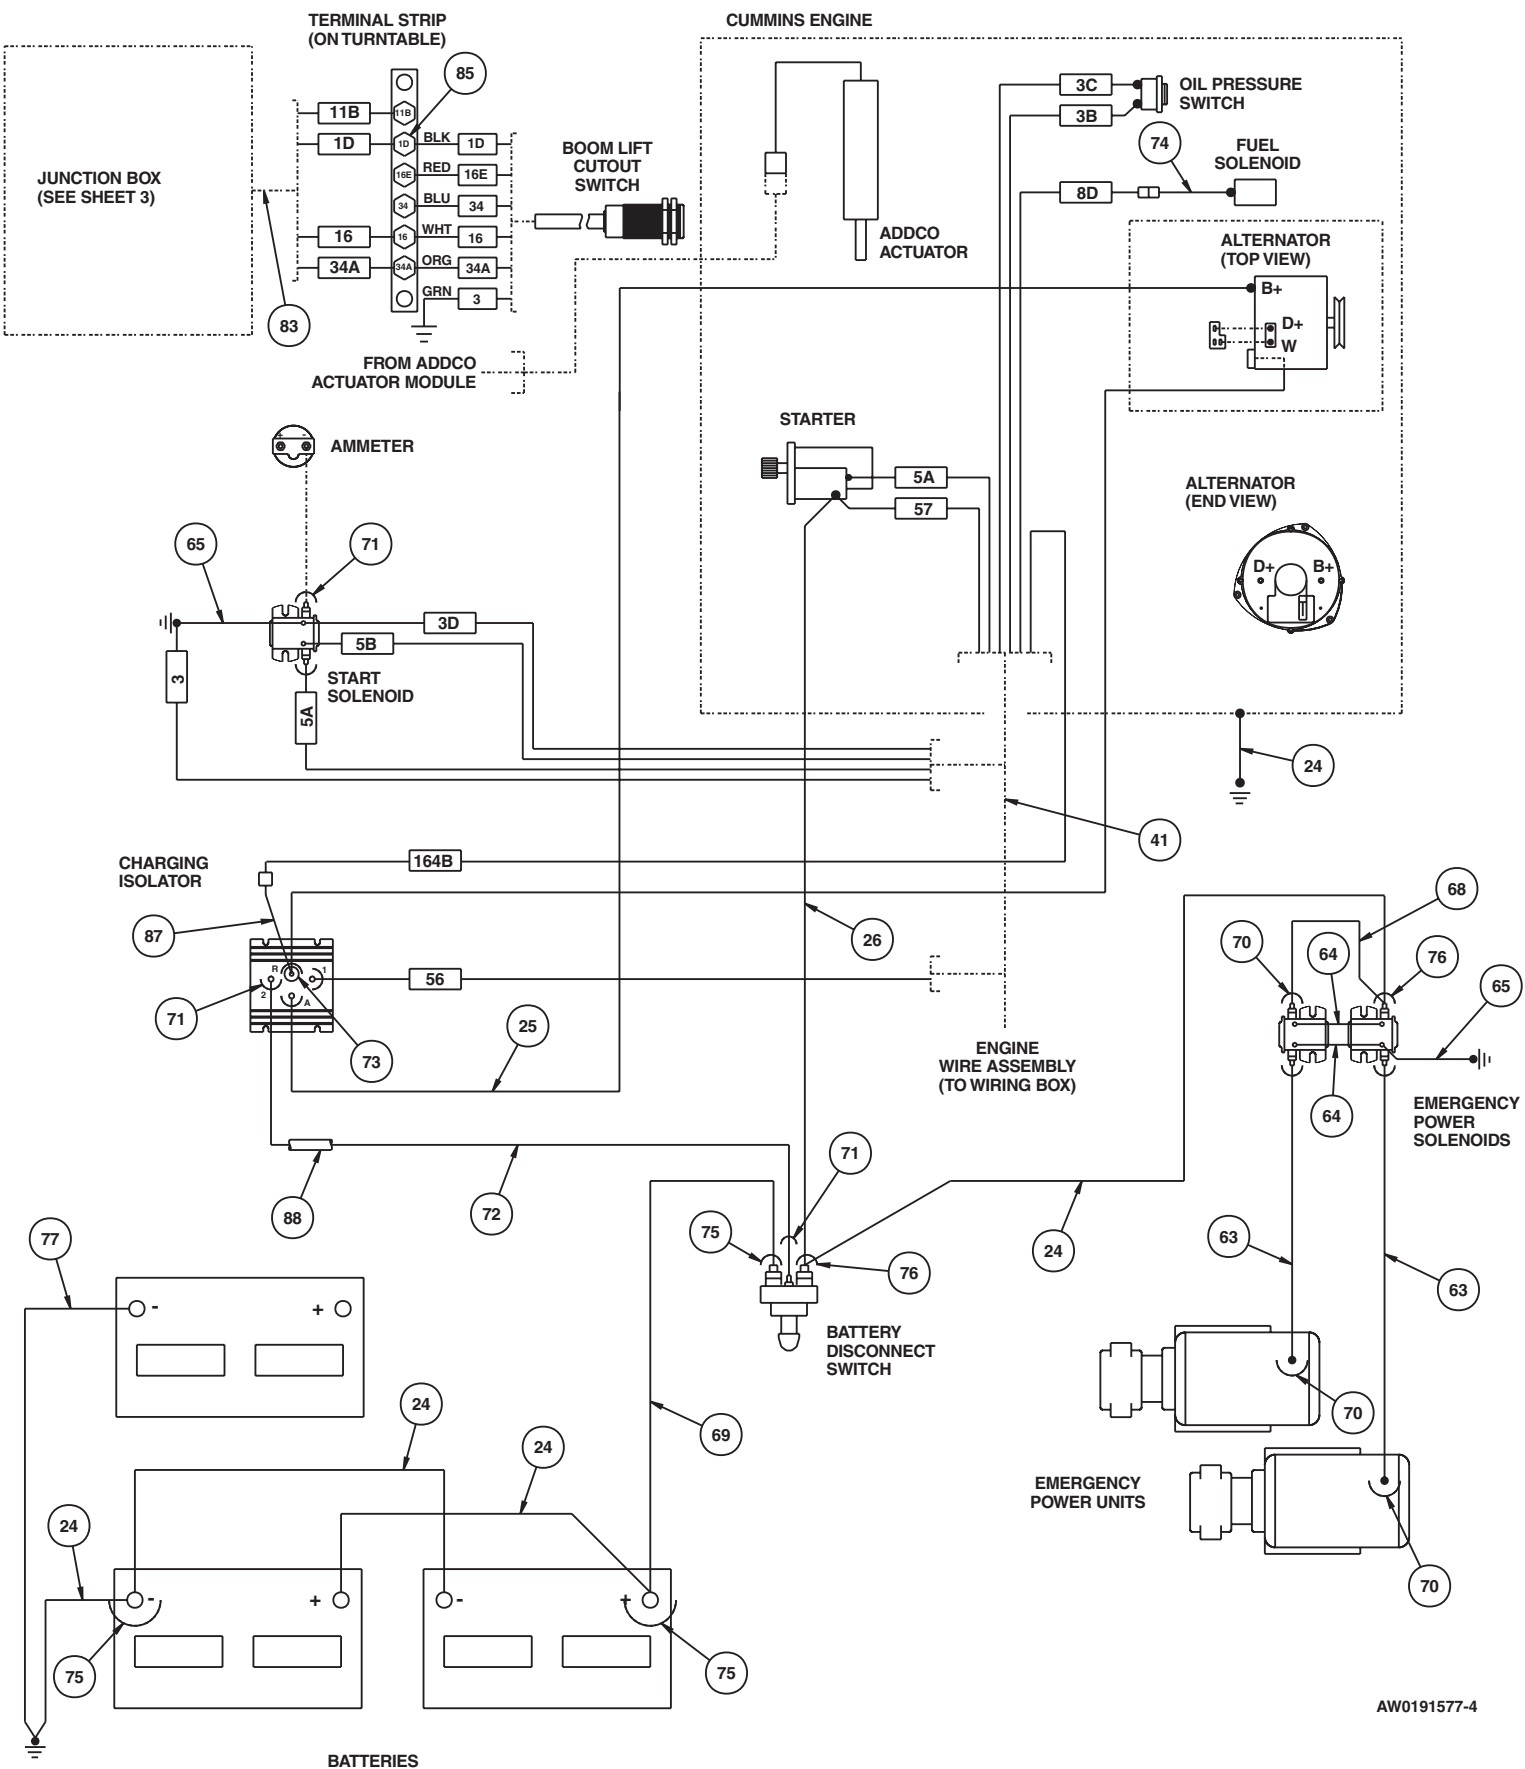 TERMINAL STRIP
(ON TURNTABLE)
CUMMINS ENGINE
85
11B
11B
1D
1D
BLK
1D
16E
RED
16E
34
BLU
34
16
16
WHT
16
34A
34A
ORG
34A
GRN
3
JUNCTION BOX
(SEE SHEET 3)
83
BOOM LIFT
CUTOUT
SWITCH
FROM ADDCO
ACTUATOR MODULE
ADDCO
ACTUATOR
3C
3B
OIL PRESSURE
SWITCH
74
FUEL
SOLENOID
8D
ALTERNATOR
(TOP VIEW)
B+
D+
W
STARTER
5A
57
ALTERNATOR
(END VIEW)
D+
B+
+
-
AMMETER
65
71
3D
5B
3
5A
START
SOLENOID
24
41
CHARGING
ISOLATOR
164B
87
R
1
2
A
56
71
73
25
26
ENGINE
WIRE ASSEMBLY
(TO WIRING BOX)
68
70
64
76
65
64
EMERGENCY
POWER
SOLENOIDS
88
72
71
75
76
24
63
63
BATTERY
DISCONNECT
SWITCH
77
-
+
24
24
69
70
EMERGENCY
POWER UNITS
70
24
-
+
-
+
75
75
AW0191577-4
BATTERIES